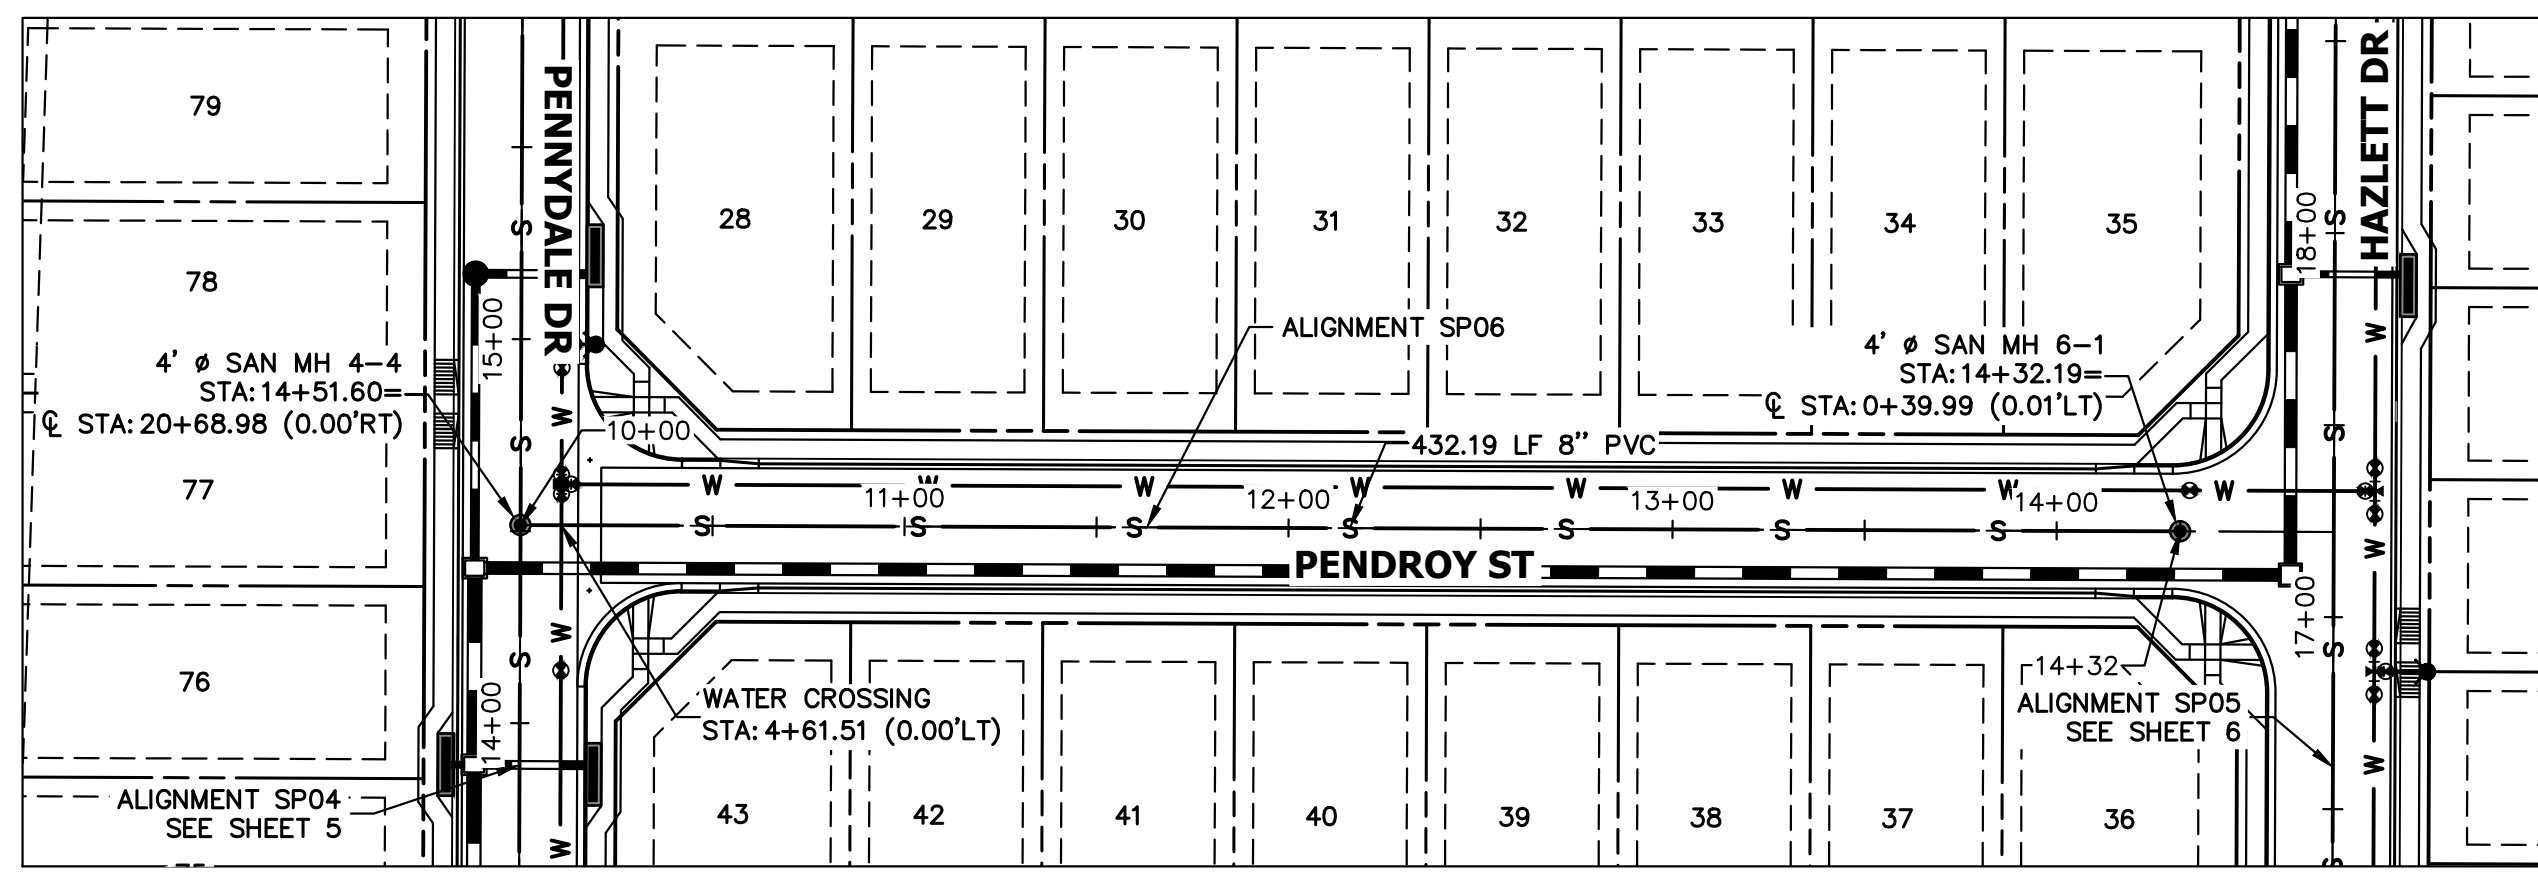 79
78
77
76
PENNYDALE DR
15+00
14+00
4' ø SAN MH 4-4
STA:14+51.60=
℄ STA:20+68.98 (0.00'RT)
10+00
28
29
30
31
32
33
34
35
ALIGNMENT SP06
432.19 LF 8" PVC
4' ø SAN MH 6-1
STA:14+32.19=
℄ STA:0+39.99 (0.01'LT)
HAZLETT DR
18+00
17+00
W W W W W W W W
11+00
12+00
13+00
14+00
S S S S S S S
PENDROY ST
WATER CROSSING
STA:4+61.51 (0.00'LT)
14+32
ALIGNMENT SP05
SEE SHEET 6
ALIGNMENT SP04
SEE SHEET 5
43
42
41
40
39
38
37
36
S
S
S
W
W
W
S
S
S
S
W
W
W